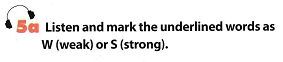 5a Listen and mark the underlined words as
W (weak) or S (strong).